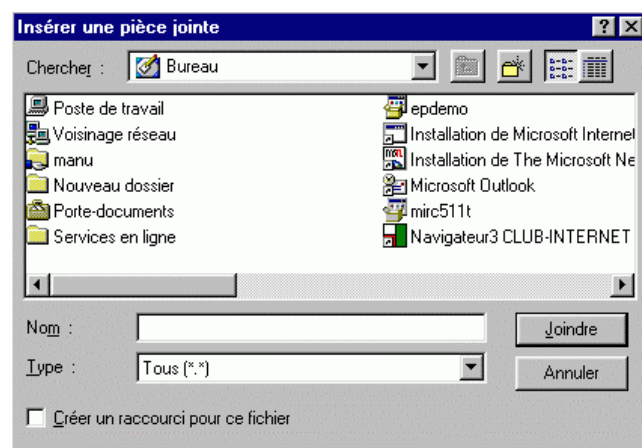 Insérer une pièce jointe
Chercher :
Bureau
Poste de travail
Voisinage réseau
manu
Nouveau dossier
Porte-documents
Services en ligne
epdemo
Installation de Microsoft Internel
Installation de The Microsoft Ne
Microsoft Outlook
mirc511t
Navigateur3 CLUB-INTERNET
Nom :
Joindre
Type :
Tous (*.*)
Annuler
Créer un raccourci pour ce fichier